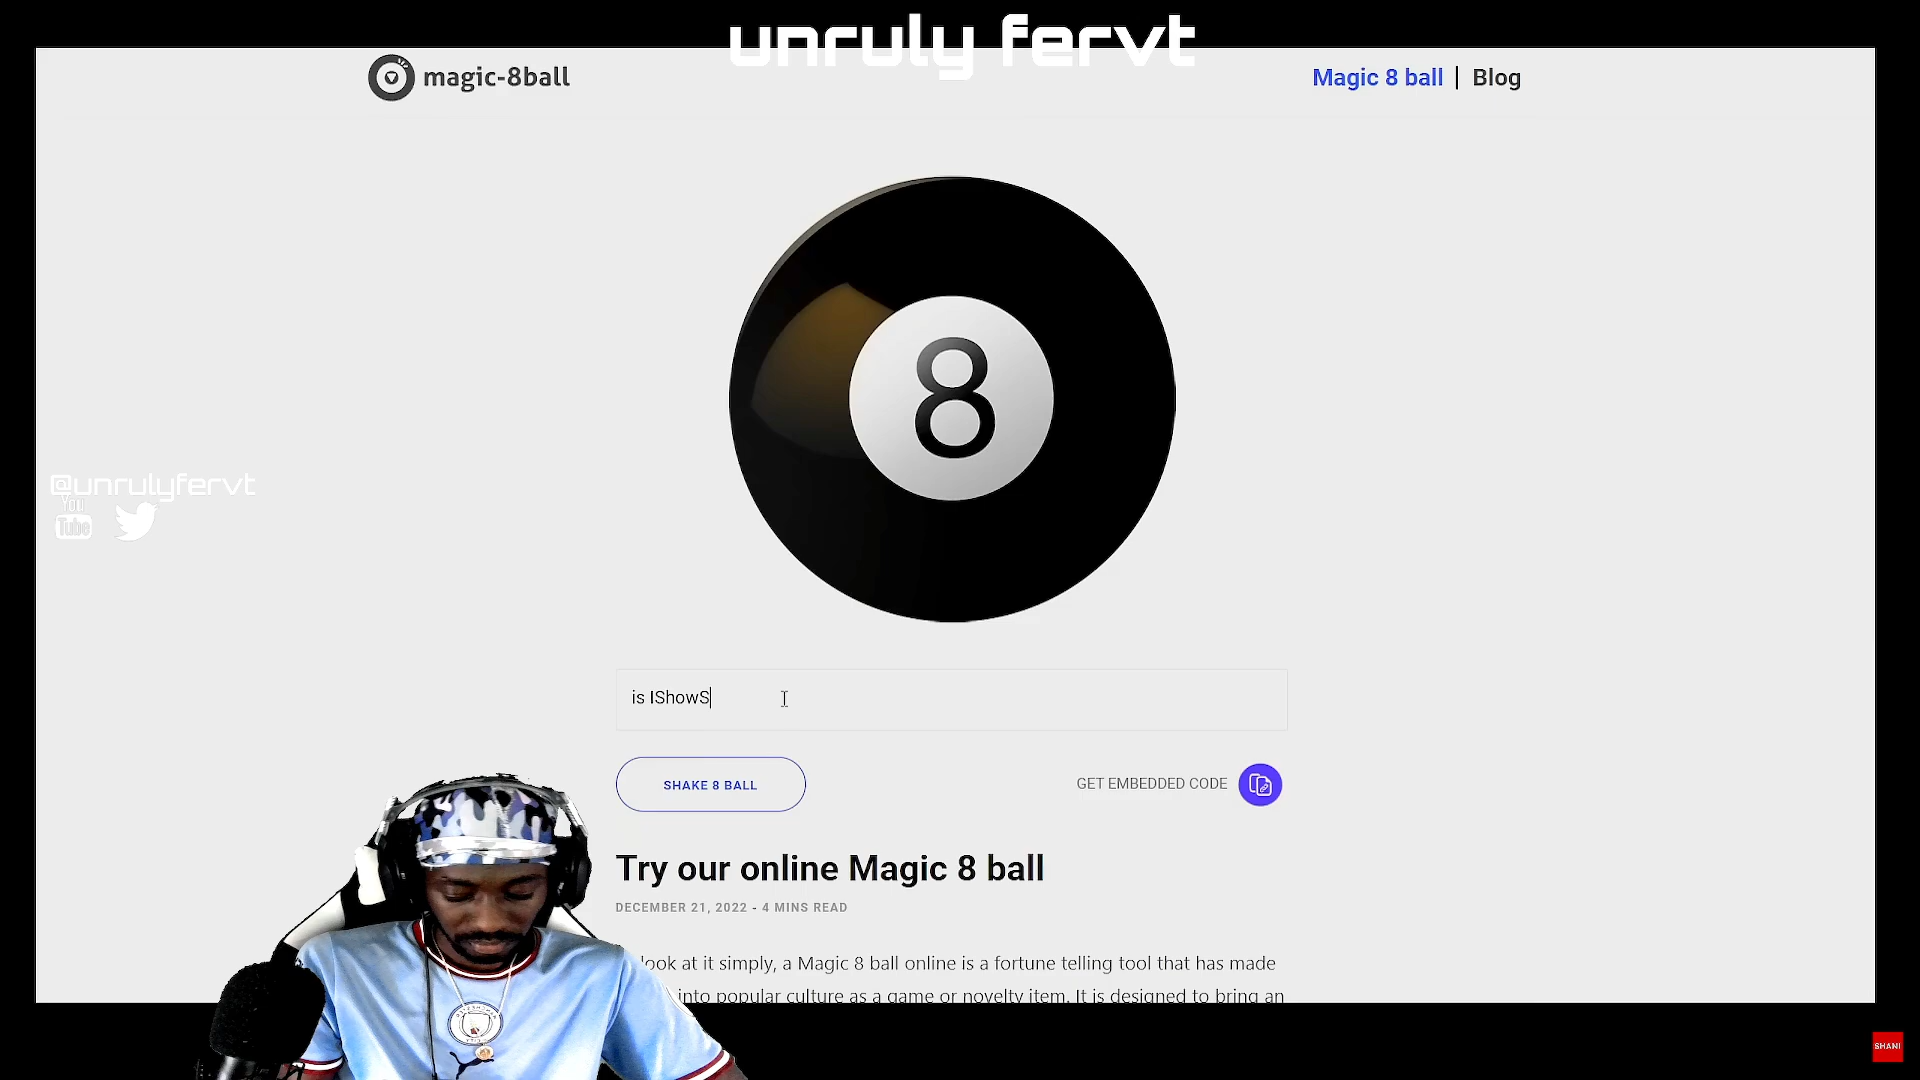 unruly fervt
magic-8ball
Magic 8 ball | Blog
8
@unrulyfervt
You
Tube
is IShowS
SHAKE 8 BALL
GET EMBEDDED CODE
Try our online Magic 8 ball
DECEMBER 21, 2022 - 4 MINS READ
look at it simply, a Magic 8 ball online is a fortune telling tool that has made
into popular culture as a game or novelty item. It is designed to bring an
SHANI